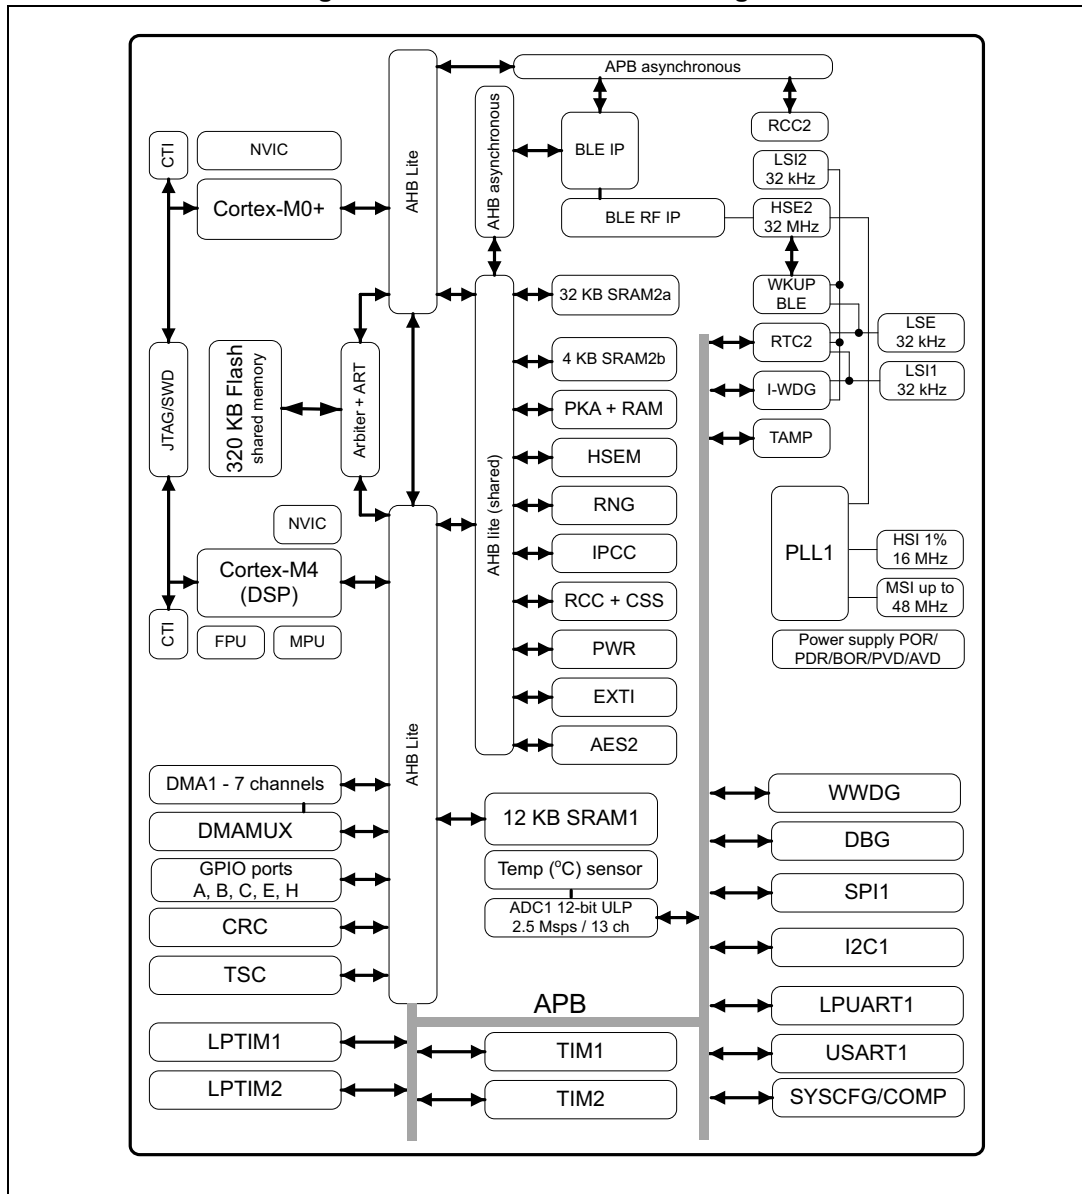 APB asynchronous
CTI
NVIC
AHB Lite
AHB asynchronous
BLE IP
RCC2
LSI2
32 kHz
Cortex-M0+
BLE RF IP
HSE2
32 MHz
32 KB SRAM2a
WKUP
BLE
JTAG/SWD
320 KB Flash
shared memory
Arbiter + ART
4 KB SRAM2b
RTC2
LSE
32 kHz
PKA + RAM
I-WDG
LSI1
32 kHz
HSEM
TAMP
AHB lite (shared)
RNG
NVIC
IPCC
PLL1
HSI 1%
16 MHz
Cortex-M4
(DSP)
RCC + CSS
MSI up to
48 MHz
CTI
FPU
MPU
PWR
Power supply POR/
PDR/BOR/PVD/AVD
EXTI
AHB Lite
AES2
DMA1 - 7 channels
WWDG
DMAMUX
12 KB SRAM1
DBG
GPIO ports
A, B, C, E, H
Temp (°C) sensor
SPI1
CRC
ADC1 12-bit ULP
2.5 Msps / 13 ch
I2C1
TSC
APB
LPUART1
LPTIM1
TIM1
USART1
LPTIM2
TIM2
SYSCFG/COMP